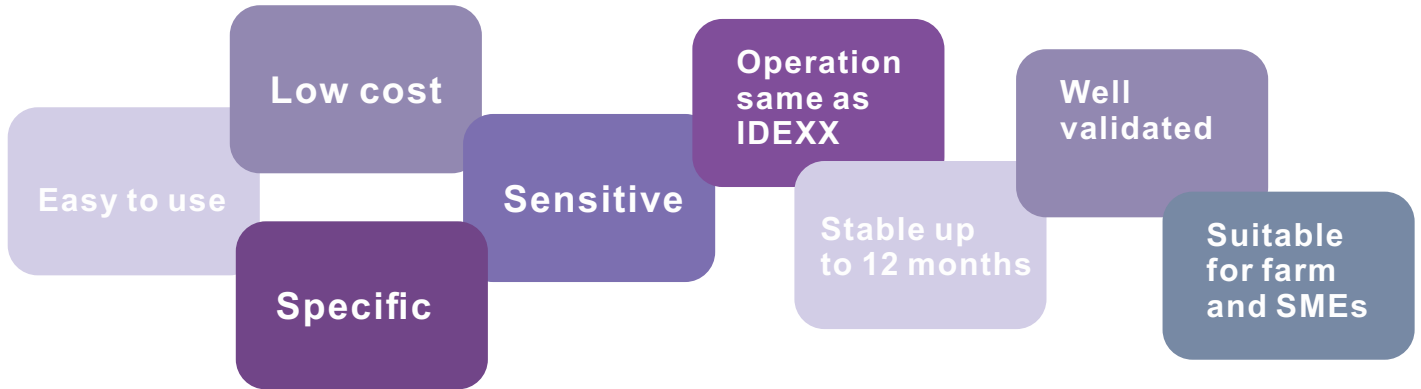 Easy to use
Low cost
Specific
Sensitive
Operation
same as
IDEXX
Stable up
to 12 months
Well
validated
Suitable
for farm
and SMEs